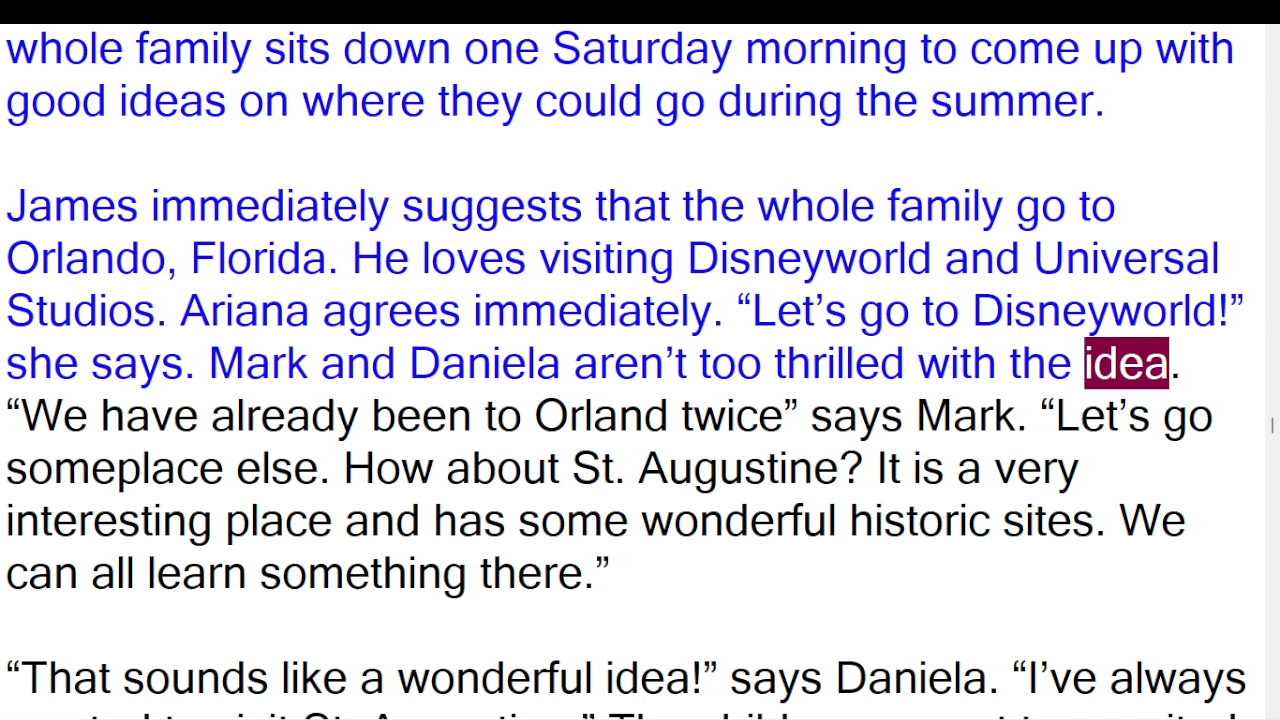 whole family sits down one Saturday morning to come up with
good ideas on where they could go during the summer.
James immediately suggests that the whole family go to
Orlando, Florida. He loves visiting Disneyworld and Universal
Studios. Ariana agrees immediately. “Let’s go to Disneyworld!”
she says. Mark and Daniela aren’t too thrilled with the idea.
“We have already been to Orland twice” says Mark. “Let’s go
someplace else. How about St. Augustine? It is a very
interesting place and has some wonderful historic sites. We
can all learn something there.”
“That sounds like a wonderful idea!” says Daniela. “I’ve always